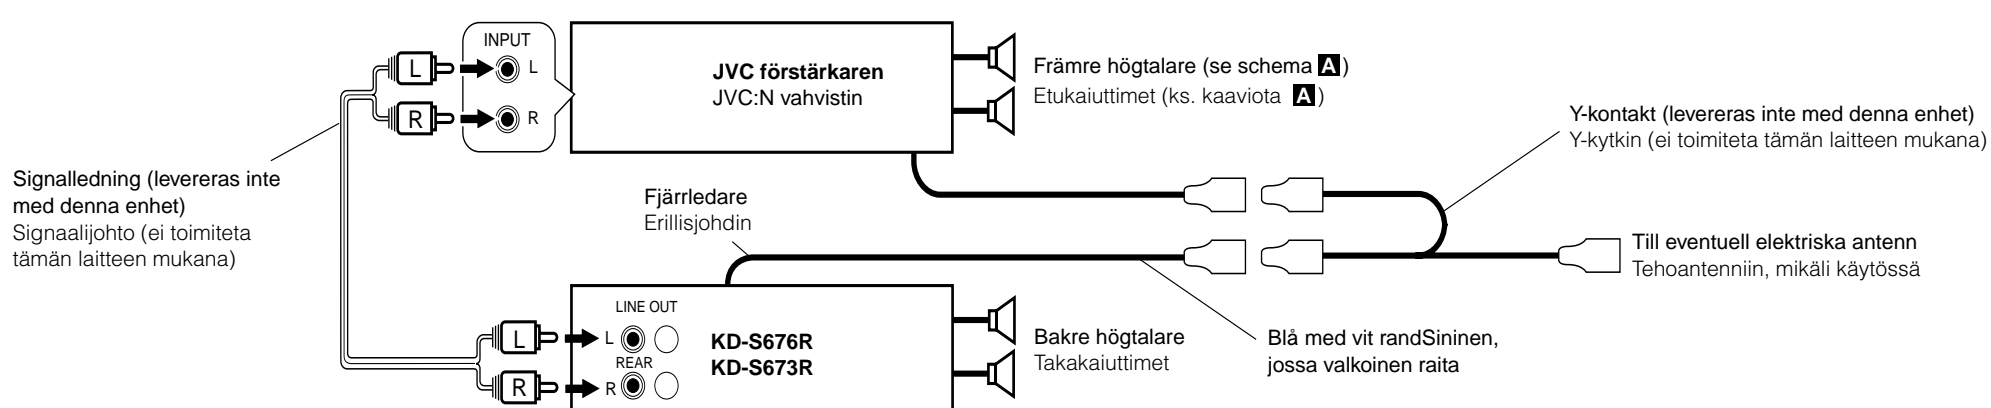 INPUT
L
L
R
R
JVC förstärkaren
JVC:N vahvistin
Främre högtalare (se schema A)
Etukaiuttimet (ks. kaaviota A)
Y-kontakt (levereras inte med denna enhet)
Y-kytkin (ei toimiteta tämän laitteen mukana)
Signalledning (levereras inte
med denna enhet)
Signaalijohto (ei toimiteta
tämän laitteen mukana)
Fjärrledare
Erillisjohdin
Till eventuell elektriska antenn
Tehoantenniin, mikäli käytössä
LINE OUT
L
L
REAR
R
R
KD-S676R
KD-S673R
Bakre högtalare
Takakaiuttimet
Blå med vit randSininen,
jossa valkoinen raita